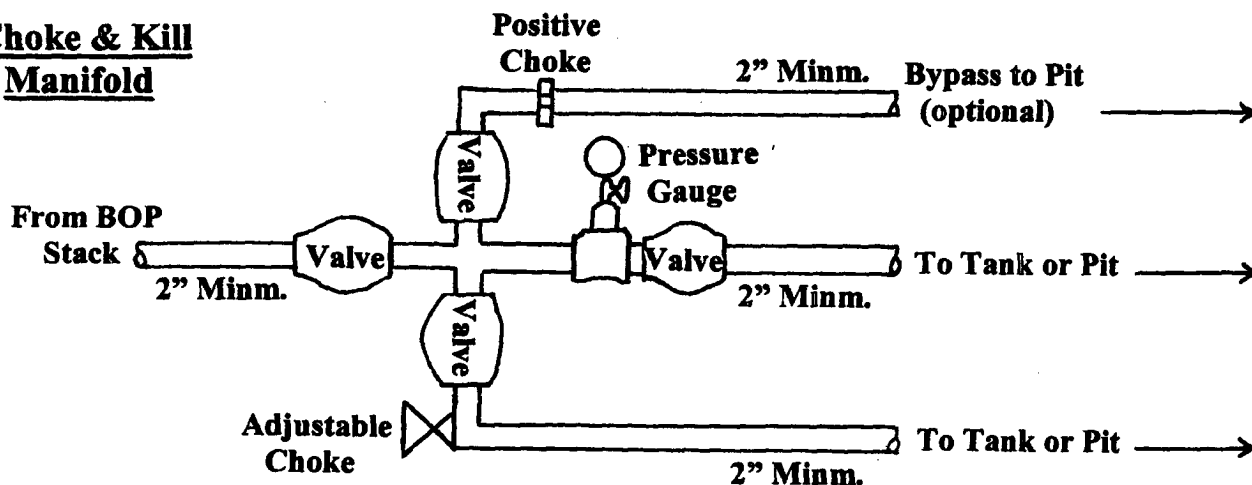 Choke & Kill
Manifold
Positive
Choke
2” Minm.
Bypass to Pit
(optional)
Valve
Pressure
Gauge
From BOP
Stack
2” Minm.
Valve
Valve
2” Minm.
To Tank or Pit
Valve
Adjustable
Choke
2” Minm.
To Tank or Pit